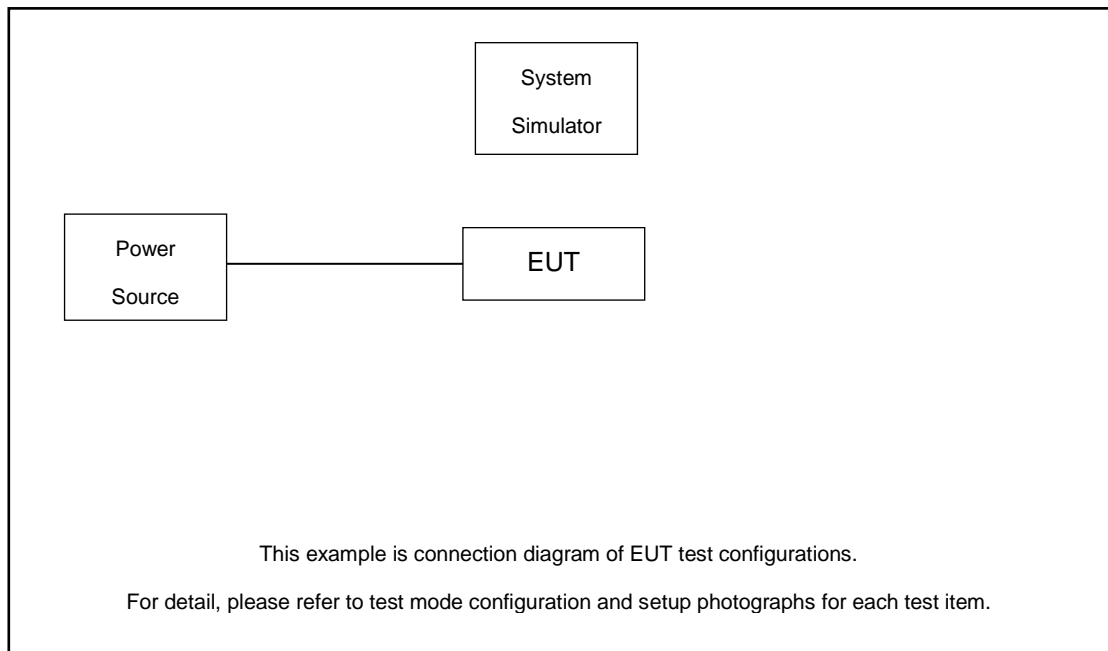 System
Simulator
Power
Source
EUT
This example is connection diagram of EUT test configurations.
For detail, please refer to test mode configuration and setup photographs for each test item.